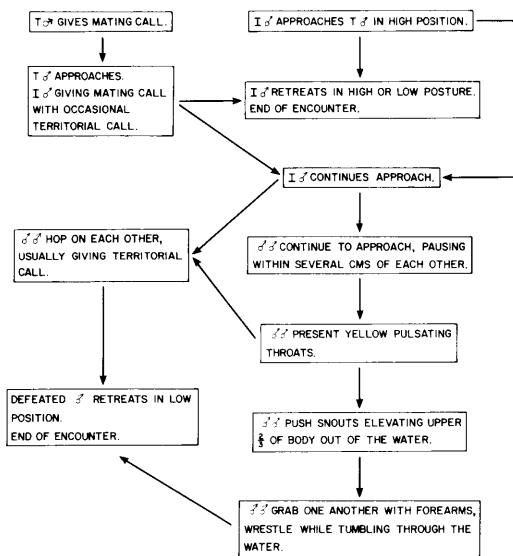 T ♂ GIVES MATING CALL.
I ♂ APPROACHES T ♂ IN HIGH POSITION.
T ♂ APPROACHES.
I ♂ GIVING MATING CALL
WITH OCCASIONAL
TERRITORIAL CALL.
I ♂ RETREATS IN HIGH OR LOW POSTURE.
END OF ENCOUNTER.
I ♂ CONTINUES APPROACH.
♂♂ HOP ON EACH OTHER,
USUALLY GIVING TERRITORIAL
CALL.
♂♂ CONTINUE TO APPROACH, PAUSING
WITHIN SEVERAL CMS OF EACH OTHER.
♂♂ PRESENT YELLOW PULSATING
THROATS.
DEFEATED ♂ RETREATS IN LOW
POSITION.
END OF ENCOUNTER.
♂♂ PUSH SNOUTS ELEVATING UPPER
⅔ OF BODY OUT OF THE WATER.
♂♂ GRAB ONE ANOTHER WITH FOREARMS,
WRESTLE WHILE TUMBLING THROUGH THE
WATER.